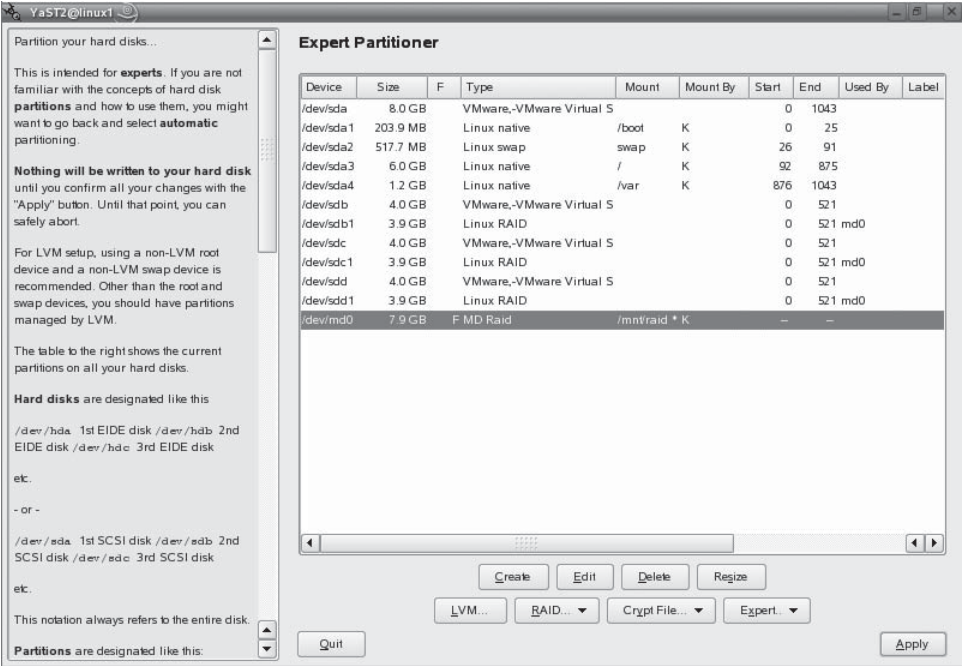 YaST2@linux1
Partition your hard disks...
This is intended for experts. If you are not
familiar with the concepts of hard disk
partitions and how to use them, you might
want to go back and select automatic
partitioning.
Nothing will be written to your hard disk
until you confirm all your changes with the
"Apply" button. Until that point, you can
safely abort.
For LVM setup, using a non-LVM root
device and a non-LVM swap device is
recommended. Other than the root and
swap devices, you should have partitions
managed by LVM.
The table to the right shows the current
partitions on all your hard disks.
Hard disks are designated like this
/dev/hda 1st EIDE disk /dev/hdb 2nd
EIDE disk /dev/hdc 3rd EIDE disk
etc.
- or -
/dev/sda 1st SCSI disk /dev/sdb 2nd
SCSI disk /dev/sdc 3rd SCSI disk
etc.
This notation always refers to the entire disk.
Partitions are designated like this:
Expert Partitioner
Device Size F Type Mount Mount By Start End Used By Label
/dev/sda 8.0 GB VMware,-VMware Virtual S 0 1043
/dev/sda1 203.9 MB Linux native /boot K 0 25
/dev/sda2 517.7 MB Linux swap swap K 26 91
/dev/sda3 6.0 GB Linux native / K 92 875
/dev/sda4 1.2 GB Linux native /var K 876 1043
/dev/sdb 4.0 GB VMware,-VMware Virtual S 0 521
/dev/sdb1 3.9 GB Linux RAID 0 521 md0
/dev/sdc 4.0 GB VMware,-VMware Virtual S 0 521
/dev/sdc1 3.9 GB Linux RAID 0 521 md0
/dev/sdd 4.0 GB VMware,-VMware Virtual S 0 521
/dev/sdd1 3.9 GB Linux RAID 0 521 md0
/dev/md0 7.9 GB F MD Raid /mnt/raid * K -- --
Create Edit Delete Resize
LVM... RAID... Crypt File... Expert..
Quit Apply